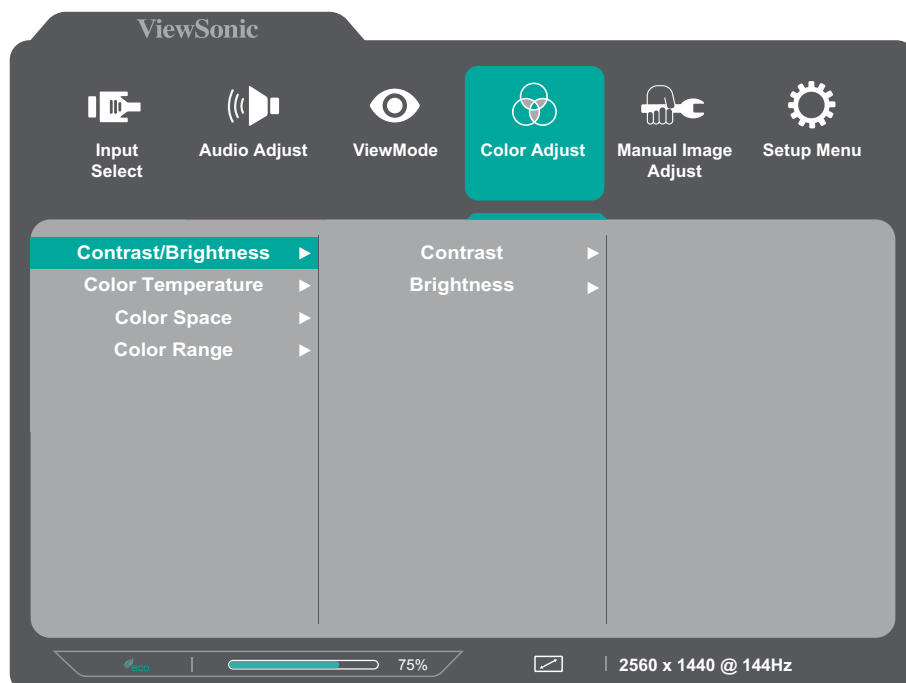 ViewSonic
Input Select
Audio Adjust
ViewMode
Color Adjust
Manual Image Adjust
Setup Menu
Contrast/Brightness
Contrast
Color Temperature
Brightness
Color Space
Color Range
eco
75%
2560 x 1440 @ 144Hz